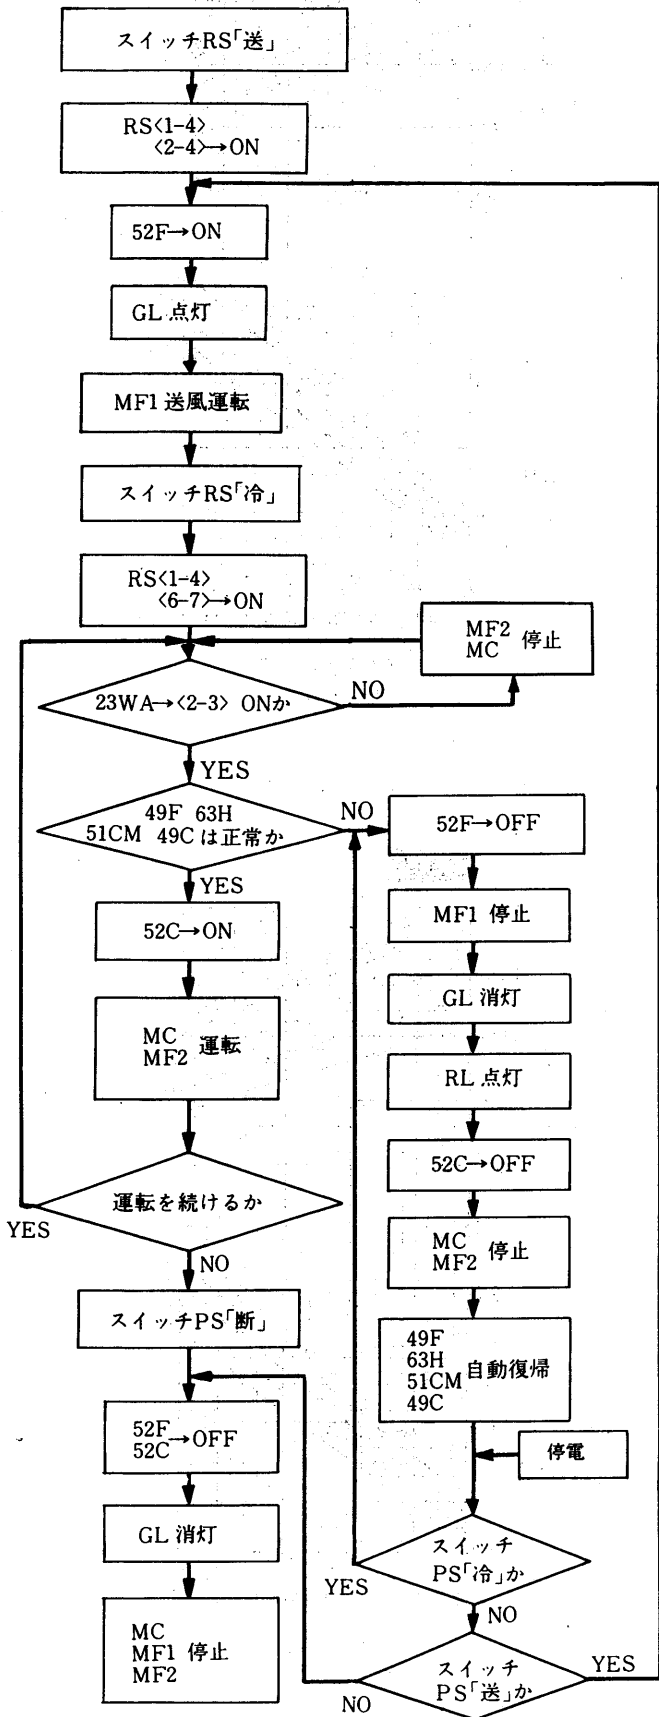 スイッチRS「送」
RS<1-4>
<2-4>→ON
52F→ON
GL 点灯
MF1 送風運転
スイッチRS「冷」
RS<1-4>
<6-7>→ON
MF2
MC 停止
23WA→<2-3> ONか
NO
YES
49F 63H
51CM 49C は正常か
NO
YES
52F→OFF
MF1 停止
GL 消灯
RL 点灯
52C→OFF
MC
MF2 停止
49F
63H
51CM 自動復帰
49C
停電
スイッチ
PS「冷」か
YES
NO
スイッチ
PS「送」か
YES
NO
52C→ON
MC
MF2 運転
運転を続けるか
YES
NO
スイッチPS「断」
52F
52C →OFF
GL 消灯
MC
MF1 停止
MF2